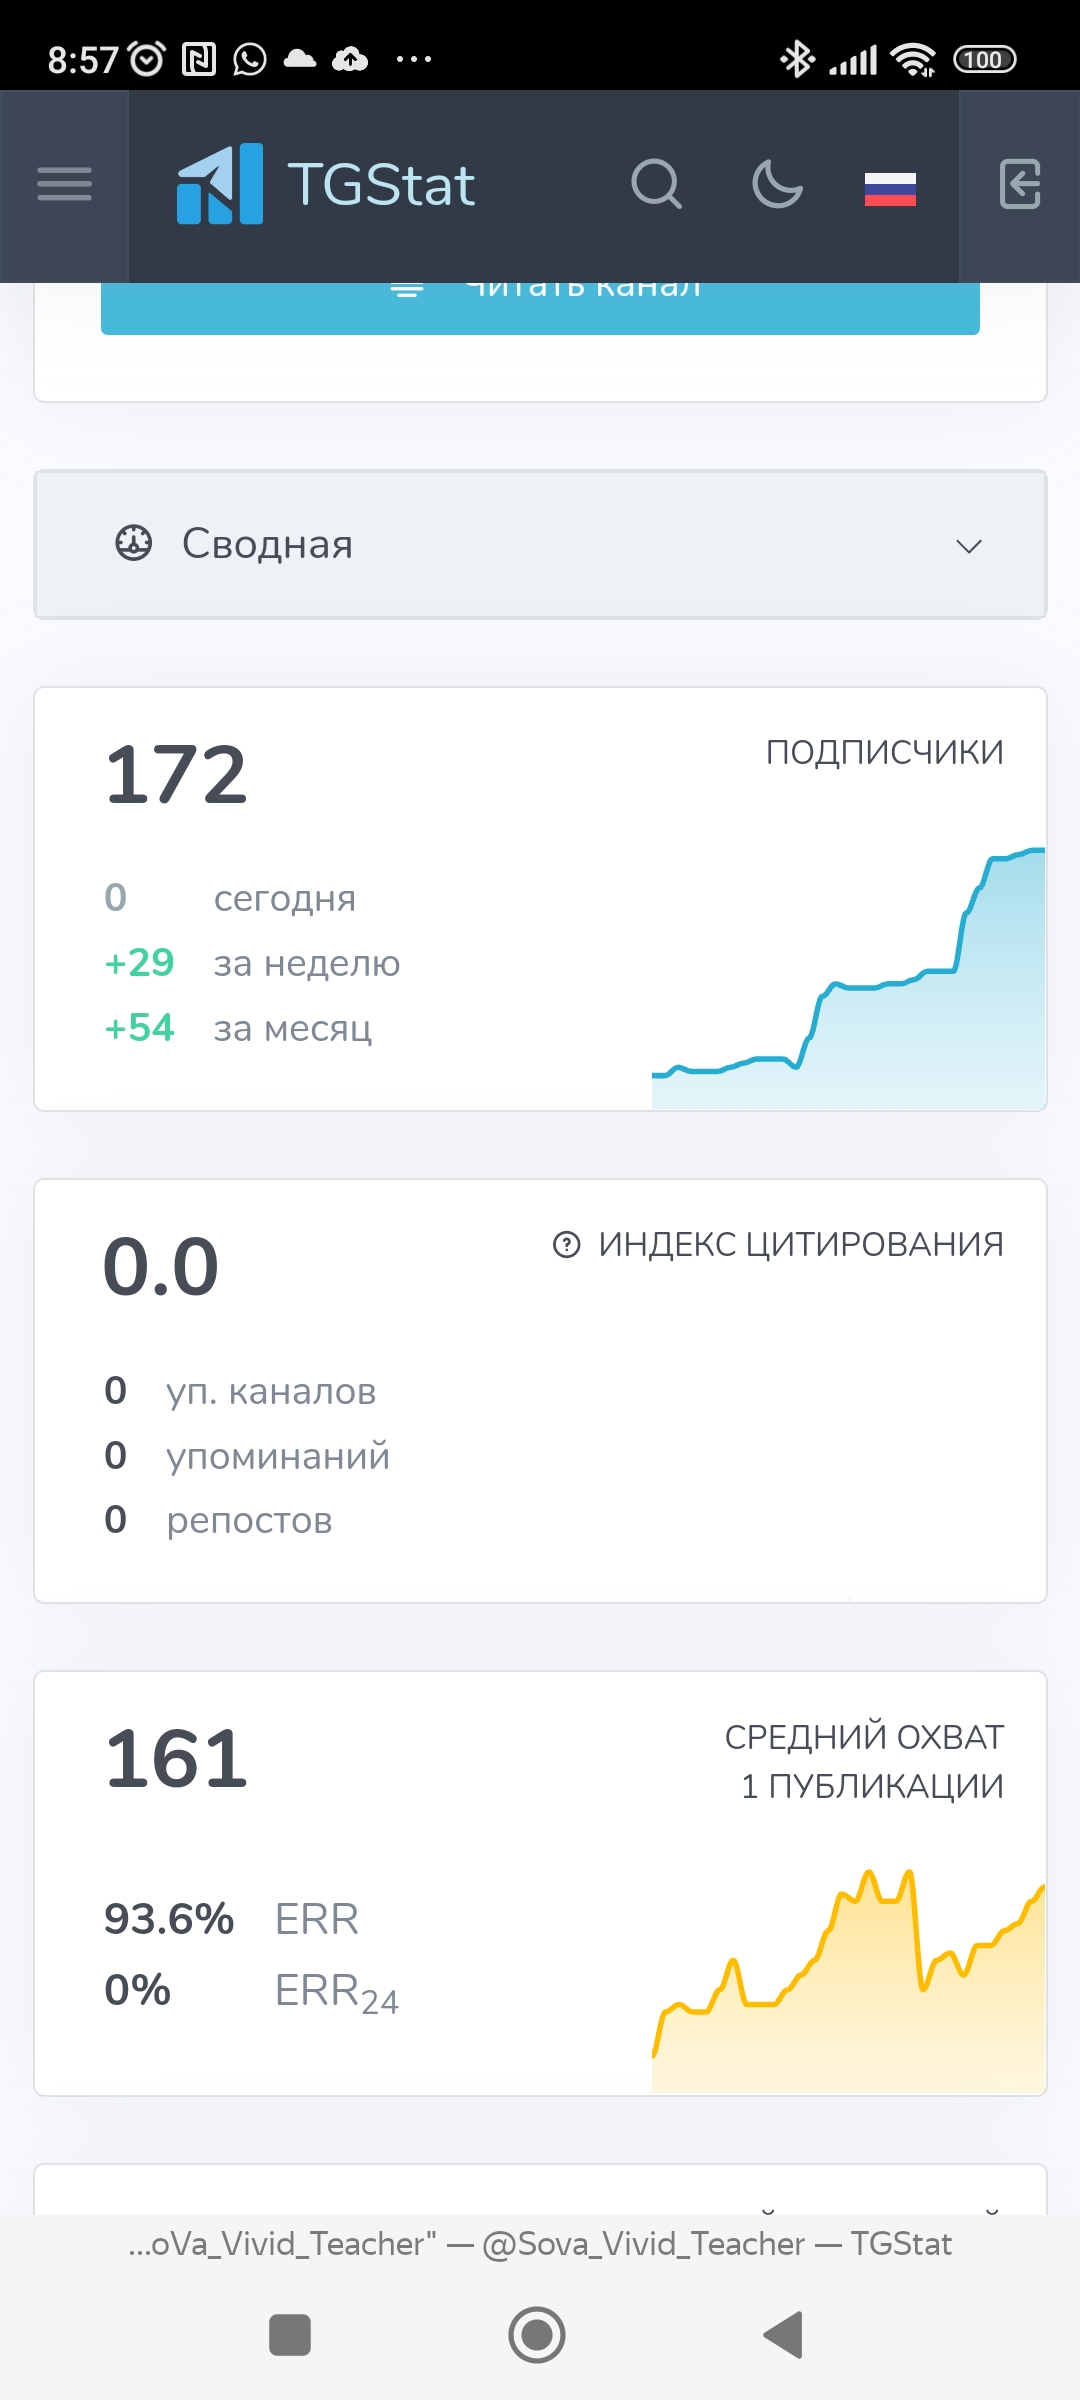 8:57
100
TGStat
Читать канал
Сводная
172
ПОДПИСЧИКИ
0 сегодня
+29 за неделю
+54 за месяц
0.0
ИНДЕКС ЦИТИРОВАНИЯ
0 уп. каналов
0 упоминаний
0 репостов
161
СРЕДНИЙ ОХВАТ
1 ПУБЛИКАЦИИ
93.6% ERR
0% ERR24
...oVa_Vivid_Teacher" — @Sova_Vivid_Teacher — TGStat